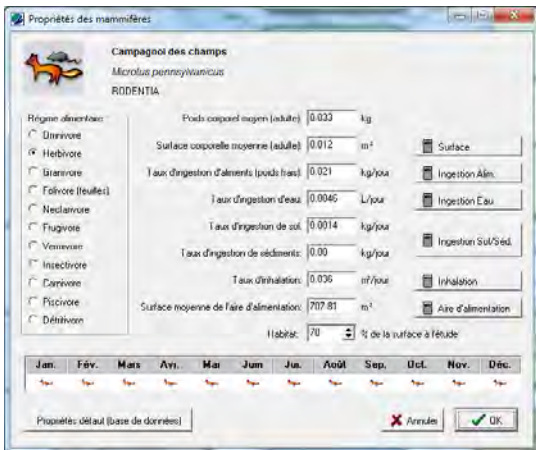 Propriétés des mammifères
Campagnol des champs
Microtus pennsylvanicus
RODENTIA
Régime alimentaire
Omnivore
Herbivore
Granivore
Folivore (feuilles)
Nectarivore
Frugivore
Vermivore
Insectivore
Carnivore
Piscivore
Détritivore
Poids corporel moyen (adulte): 0.033 kg
Surface corporelle moyenne (adulte): 0.012 m² Surface
Taux d'ingestion d'aliments (poids frais): 0.021 kg/jour Ingestion Alim.
Taux d'ingestion d'eau: 0.0046 L/jour Ingestion Eau
Taux d'ingestion de sol: 0.0014 kg/jour
Ingestion Sol/Séd.
Taux d'ingestion de sédiments: 0.00 kg/jour
Taux d'inhalation: 0.036 m³/jour Inhalation
Surface moyenne de l'aire d'alimentation: 707.81 m² Aire d'alimentation
Habitat: 70 % de la surface à l'étude
Jan. Fév. Mars Avr. Mai Juin Jui. Août Sep. Oct. Nov. Déc.
Propriétés défaut (base de données) Annuler OK